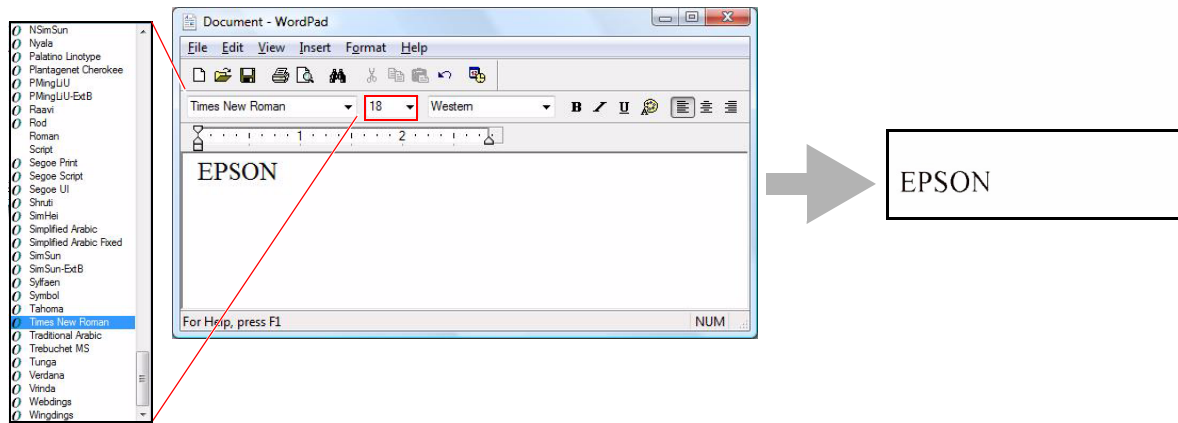 NSimSun
Nyala
Palatino Linotype
Plantagenet Cherokee
PMingLiU
PMingLiU-ExtB
Raavi
Rod
Roman
Script
Segoe Print
Segoe Script
Segoe UI
Shruti
SimHei
Simplified Arabic
Simplified Arabic Fixed
SimSun
SimSun-ExtB
Sylfaen
Symbol
Tahoma
Times New Roman
Traditional Arabic
Trebuchet MS
Tunga
Verdana
Vrinda
Webdings
Wingdings
Document - WordPad
File Edit View Insert Format Help
Times New Roman 18 Western B / U
1 2
EPSON
For Help, press F1 NUM
EPSON